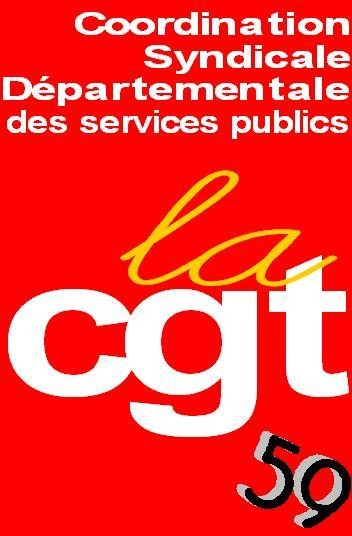 Coordination
Syndicale
Départementale
des services publics
la
cgt
59